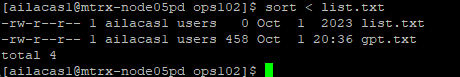 [ailacas1@mtrx-node05pd ops102]$ sort < list.txt
-rw-r--r-- 1 ailacas1 users   0 Oct  1  2023 list.txt
-rw-r--r-- 1 ailacas1 users 458 Oct  1 20:36 gpt.txt
total 4
[ailacas1@mtrx-node05pd ops102]$